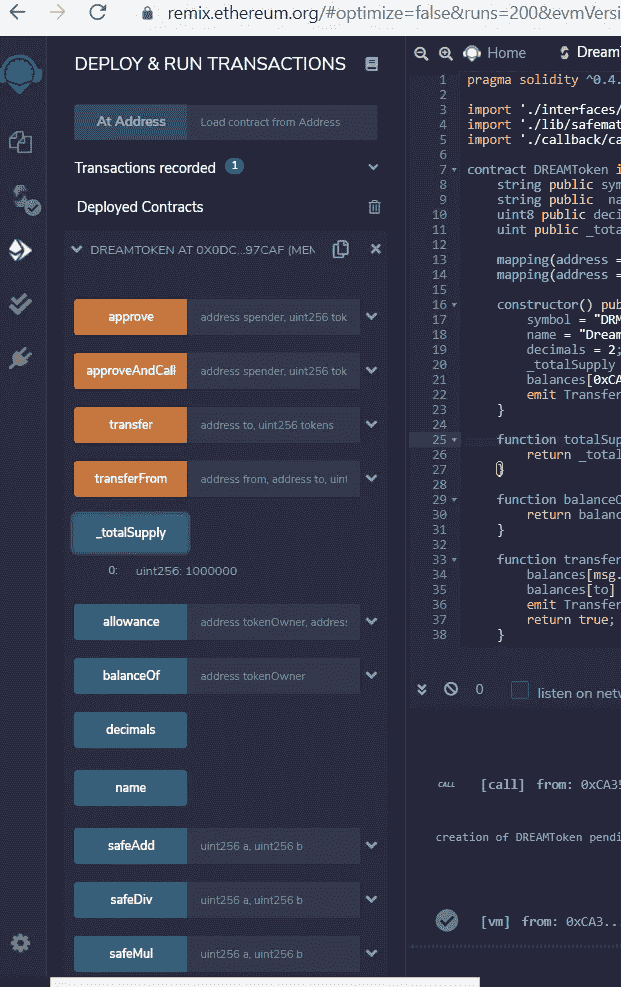 remix.ethereum.org/#optimize=false&runs=200&evmVersi
DEPLOY & RUN TRANSACTIONS
At Address
Load contract from Address
Transactions recorded 1
Deployed Contracts
DREAMTOKEN AT 0X0DC...97CAF (MEM
approve
address spender, uint256 tok
approveAndCall
address spender, uint256 tok
transfer
address to, uint256 tokens
transferFrom
address from, address to, uint
_totalSupply
0: uint256: 1000000
allowance
address tokenOwner, address
balanceOf
address tokenOwner
decimals
name
safeAdd
uint256 a, uint256 b
safeDiv
uint256 a, uint256 b
safeMul
uint256 a, uint256 b
Home
DreamT
1 pragma solidity ^0.4.
2
3 import './interfaces/
4 import './lib/safemat
5 import './callback/ca
6
7 contract DREAMToken i
8 string public sym
9 string public na
10 uint8 public deci
11 uint public _tota
12
13 mapping(address =
14 mapping(address =
15
16 constructor() pub
17 symbol = "DRM
18 name = "Dream
19 decimals = 2;
20 _totalSupply
21 balances[0xCA
22 emit Transfer
23 }
24
25 function totalSup
26 return _total
27 }
28
29 function balanceO
30 return balanc
31 }
32
33 function transfer
34 balances[msg.
35 balances[to]
36 emit Transfer
37 return true;
38 }
0
listen on netw
CALL [call] from: 0xCA35
creation of DREAMToken pendi
[vm] from: 0xCA3...